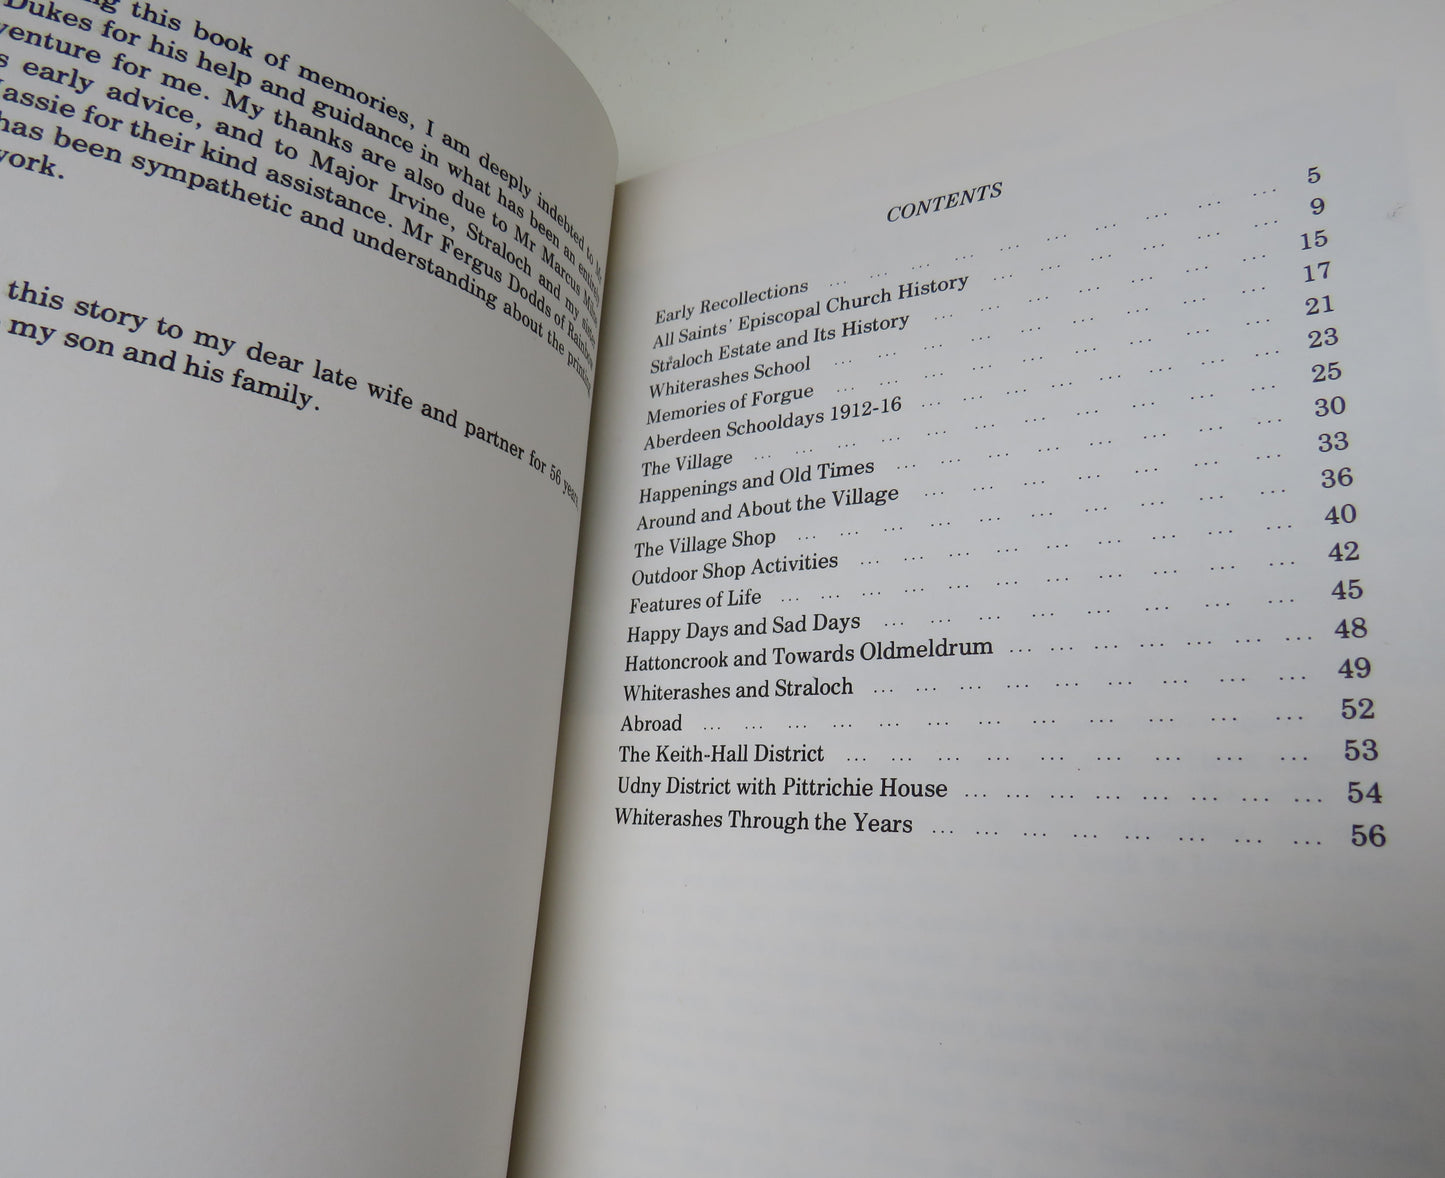 this book of memories, I am deeply indebted to
Dukes for his help and guidance in what has been an entirely
venture for me. My thanks are also due to Mr Marcus
early advice, and to Major Irvine, Straloch and my sister
assie for their kind assistance. Mr Fergus Dodds of Rainbow
has been sympathetic and understanding about the printing
work.
this story to my dear late wife and partner for 56 years,
my son and his family.
CONTENTS
Early Recollections ... ... ... ... ... ... ... ... ... 5
All Saints' Episcopal Church History ... ... ... ... ... ... 9
Straloch Estate and Its History ... ... ... ... ... ... ... 15
Whiterashes School ... ... ... ... ... ... ... ... ... 17
Memories of Forgue ... ... ... ... ... ... ... ... ... 21
Aberdeen Schooldays 1912-16 ... ... ... ... ... ... ... 23
The Village ... ... ... ... ... ... ... ... ... ... ... 25
Happenings and Old Times ... ... ... ... ... ... ... ... 30
Around and About the Village ... ... ... ... ... ... ... 33
The Village Shop ... ... ... ... ... ... ... ... ... ... 36
Outdoor Shop Activities ... ... ... ... ... ... ... ... ... 40
Features of Life ... ... ... ... ... ... ... ... ... ... 42
Happy Days and Sad Days ... ... ... ... ... ... ... ... 45
Hattoncrook and Towards Oldmeldrum ... ... ... ... ... ... ... 48
Whiterashes and Straloch ... ... ... ... ... ... ... ... ... 49
Abroad ... ... ... ... ... ... ... ... ... ... ... ... 52
The Keith-Hall District ... ... ... ... ... ... ... ... ... 53
Udny District with Pittrichie House ... ... ... ... ... ... ... ... 54
Whiterashes Through the Years ... ... ... ... ... ... ... ... 56